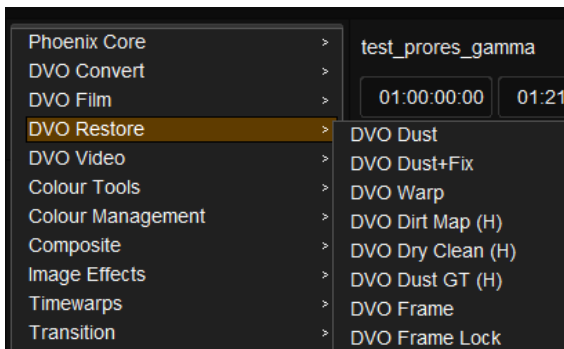 Phoenix Core >
DVO Convert >
DVO Film >
DVO Restore >
DVO Video >
Colour Tools >
Colour Management >
Composite >
Image Effects >
Timewarps >
Transition >
test_prores_gamma
01:00:00:00 01:21
DVO Dust
DVO Dust+Fix
DVO Warp
DVO Dirt Map (H)
DVO Dry Clean (H)
DVO Dust GT (H)
DVO Frame
DVO Frame Lock